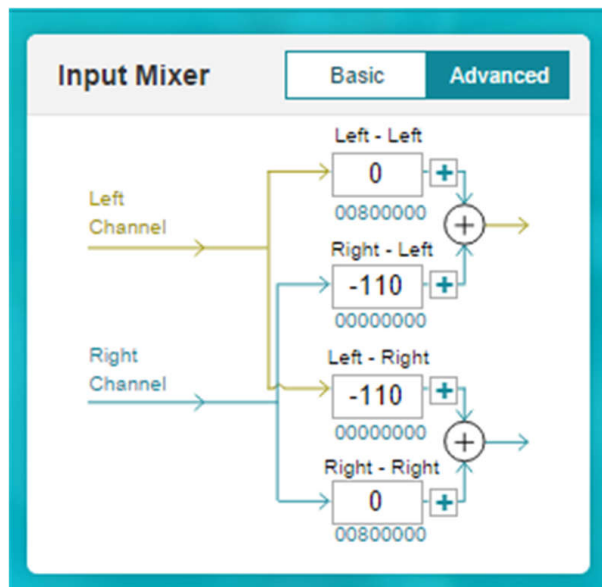 Input Mixer
Basic
Advanced
Left - Left
0
00800000
Left
Channel
Right - Left
-110
00000000
Right
Channel
Left - Right
-110
00000000
Right - Right
0
00800000